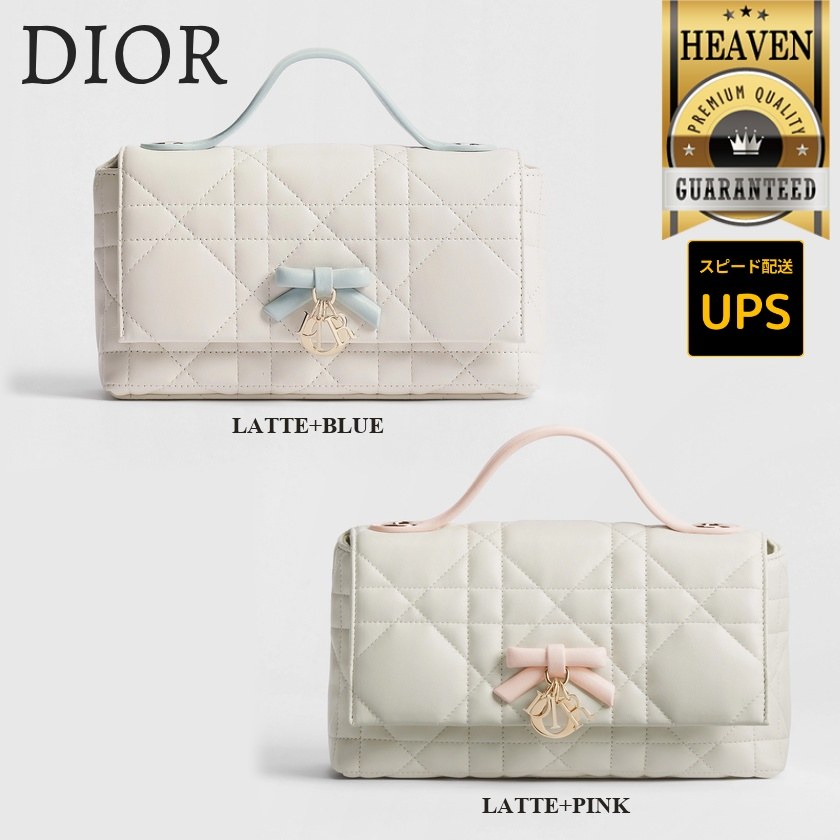 DIOR
HEAVEN
PREMIUM QUALITY
GUARANTEED
スピード配送
UPS
LATTE+BLUE
LATTE+PINK